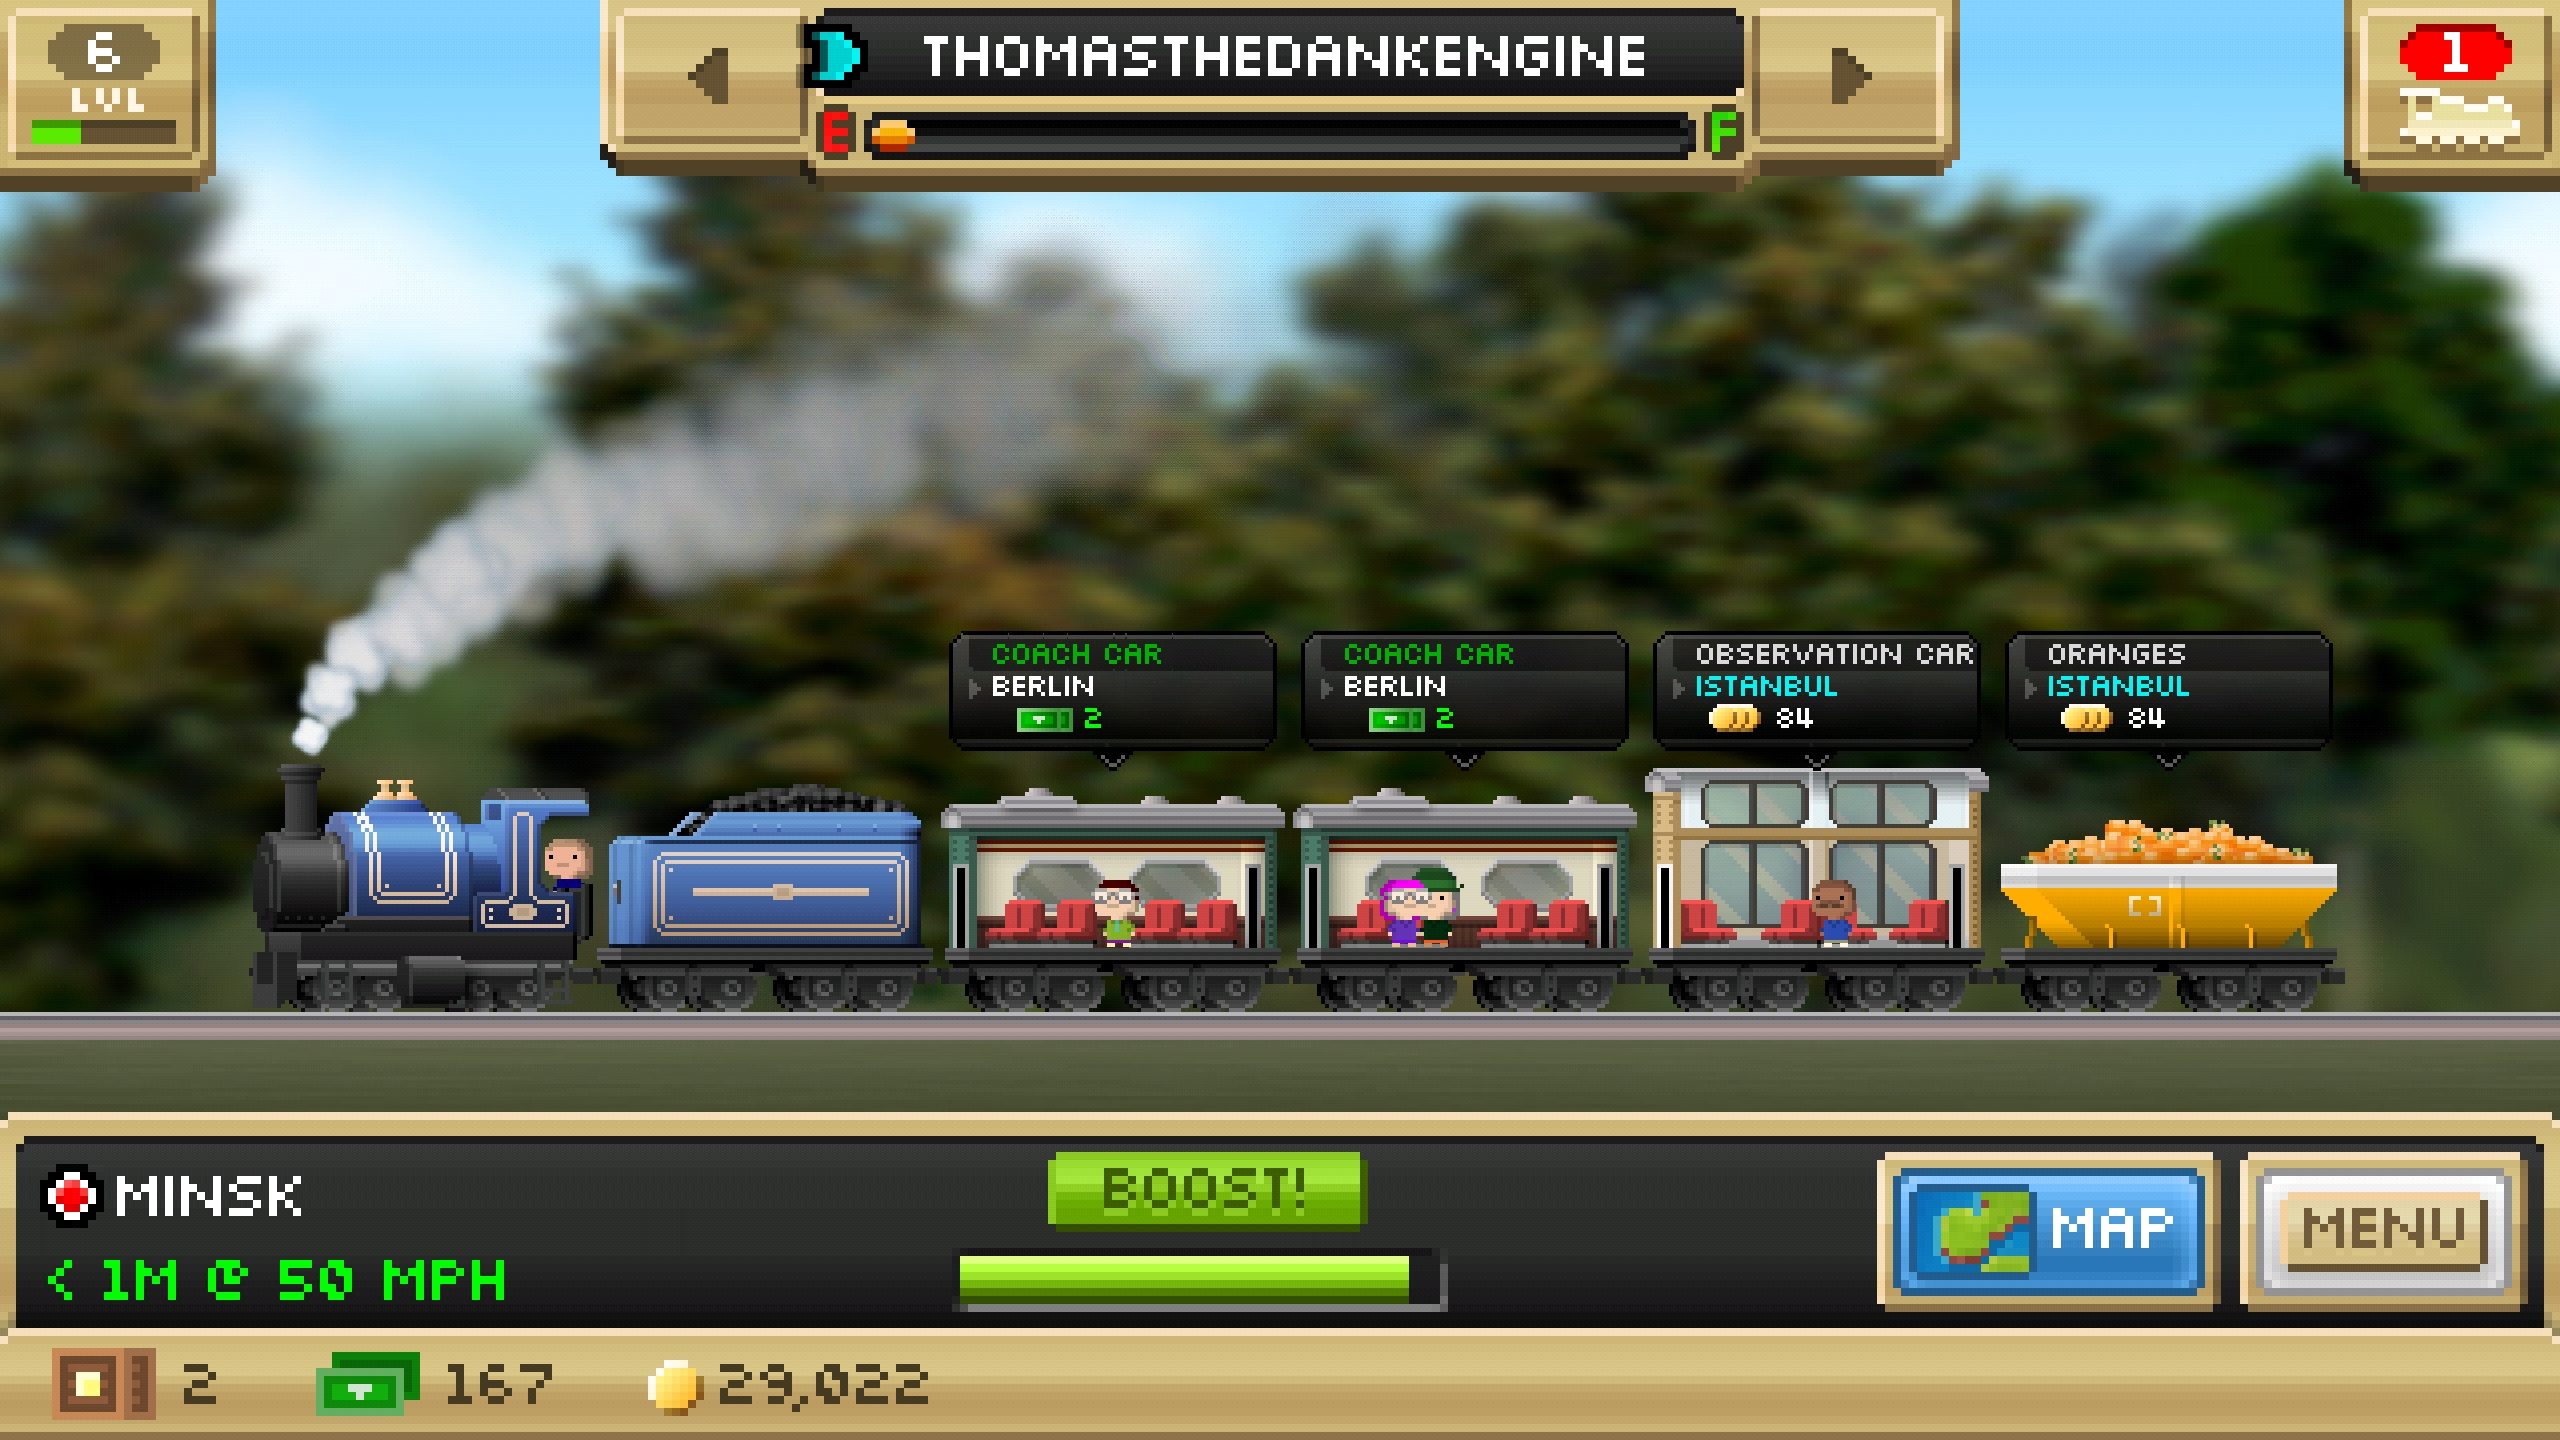 6
LVL
THOMASTHEDANKENGINE
E F
1
COACH CAR
BERLIN
2
COACH CAR
BERLIN
2
OBSERVATION CAR
ISTANBUL
84
ORANGES
ISTANBUL
84
MINSK
< 1M @ 50 MPH
BOOST!
MAP
MENU
2 167 29,022